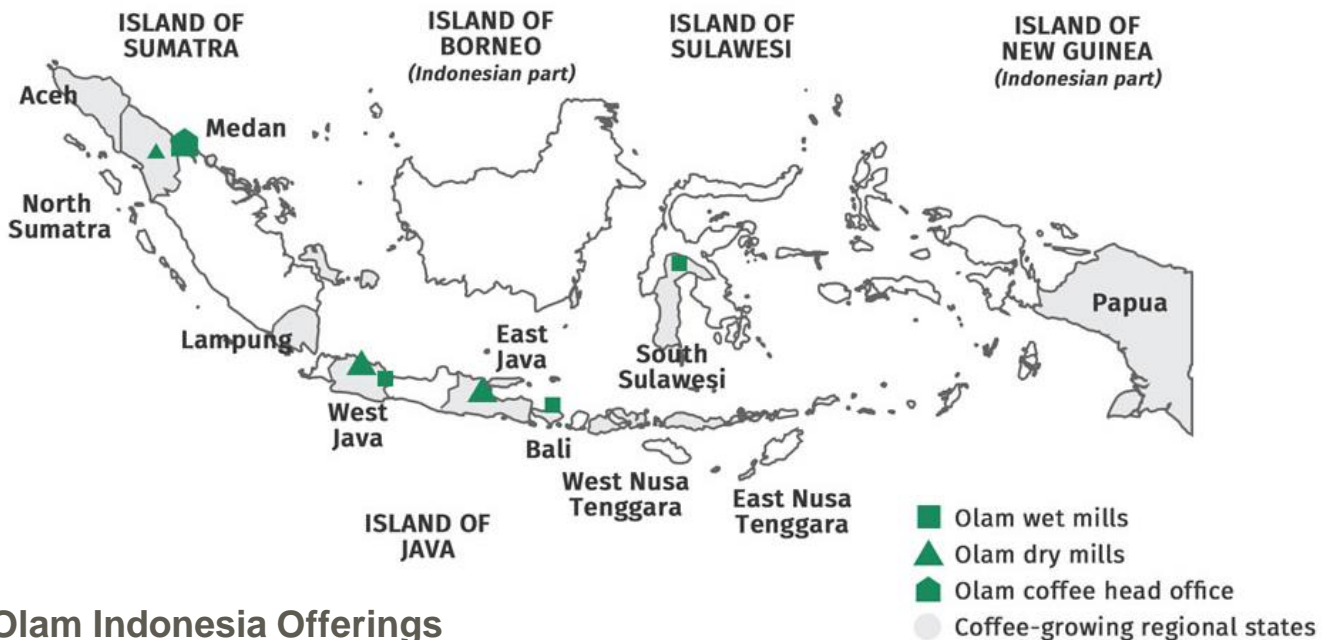 ISLAND OF
SUMATRA
ISLAND OF
BORNEO
(Indonesian part)
ISLAND OF
SULAWESI
ISLAND OF
NEW GUINEA
(Indonesian part)
Aceh
Medan
North
Sumatra
Lampung
West
Java
East
Java
Bali
South
Sulawesi
Papua
West Nusa
Tenggara
East Nusa
Tenggara
ISLAND OF
JAVA
Olam wet mills
Olam dry mills
Olam coffee head office
Coffee-growing regional states
Olam Indonesia Offerings